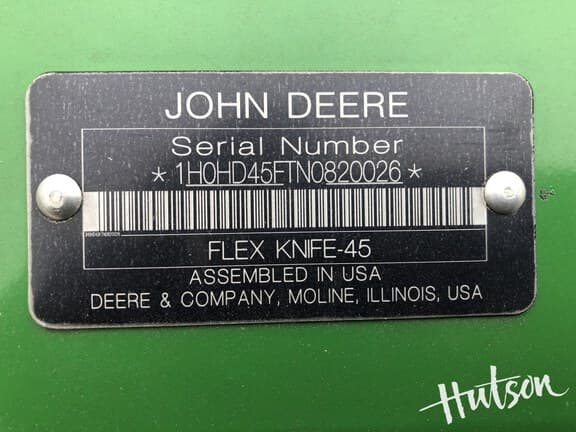 JOHN DEERE
Serial Number
*1H0HD45FTN0820026*
FLEX KNIFE-45
ASSEMBLED IN USA
DEERE & COMPANY, MOLINE, ILLINOIS, USA
Hutson